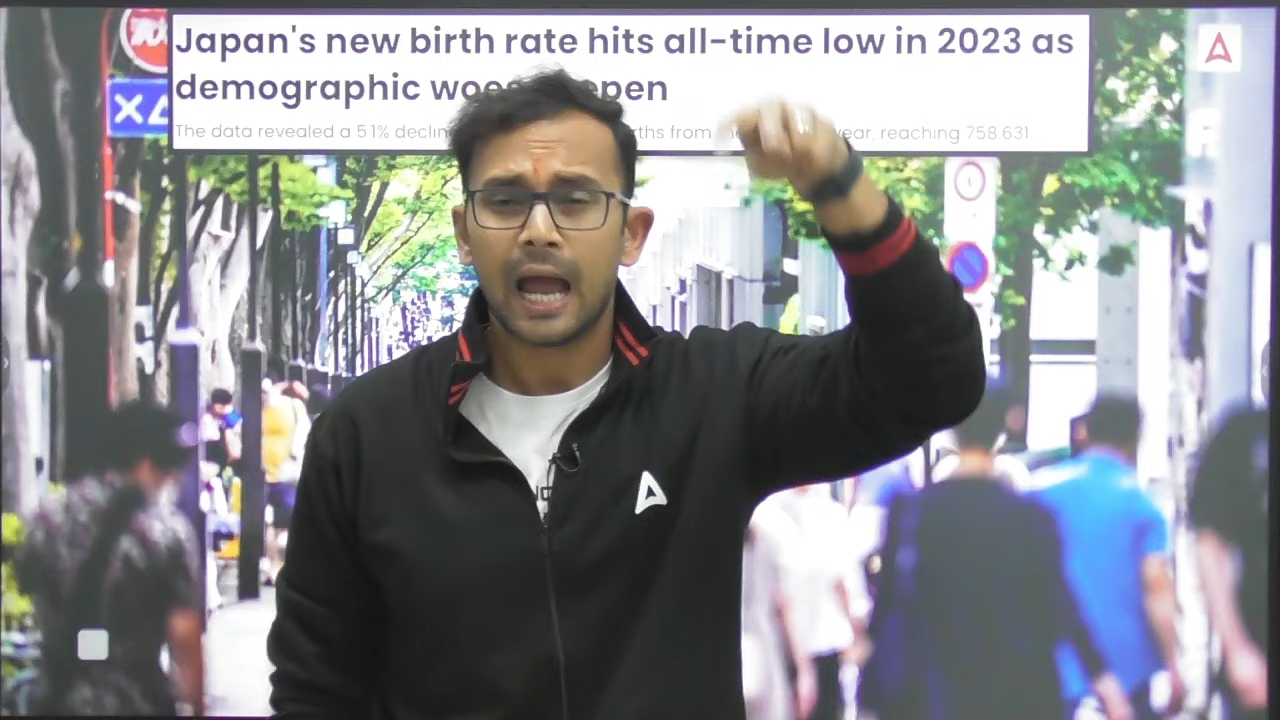 Japan's new birth rate hits all-time low in 2023 as
demographic
The data revealed a 5.1% from year, reaching 758,631